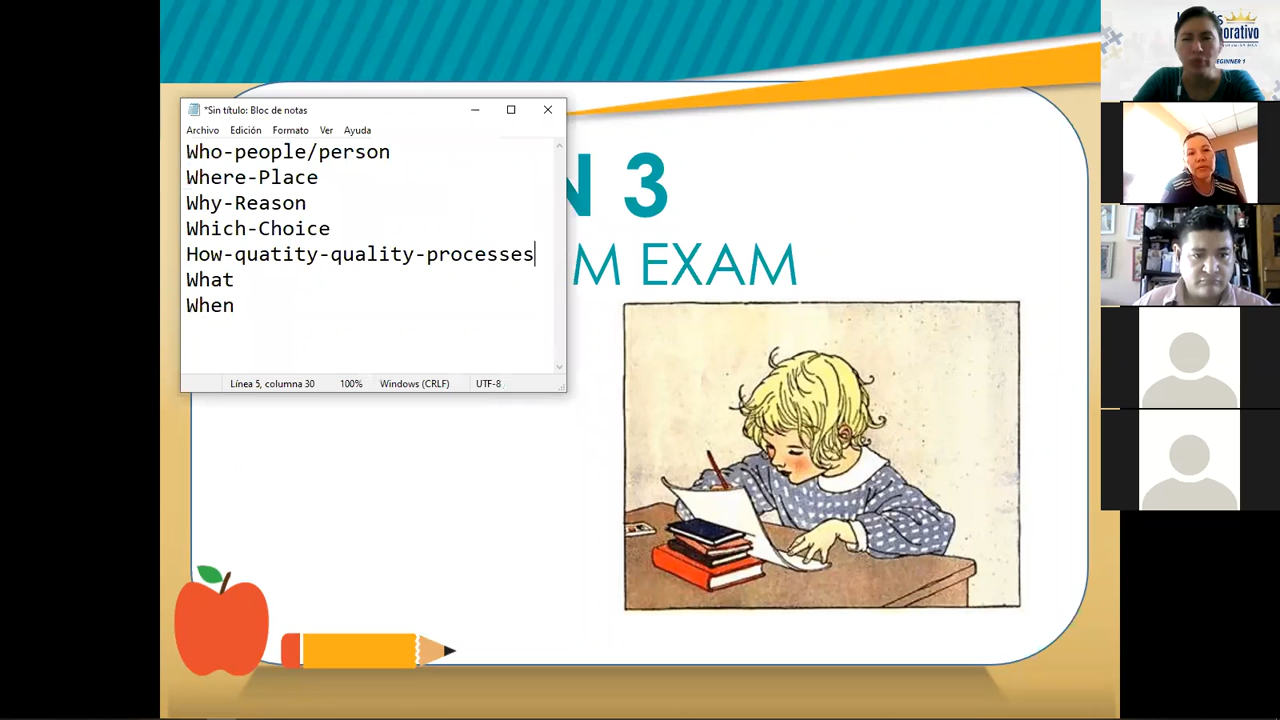 *Sin título: Bloc de notas
Archivo Edición Formato Ver Ayuda
Who-people/person
Where-Place
Why-Reason
Which-Choice
How-quatity-quality-processes
What
When
Línea 5, columna 30 100% Windows (CRLF) UTF-8
N 3
M EXAM
orativo
EGINNER 1